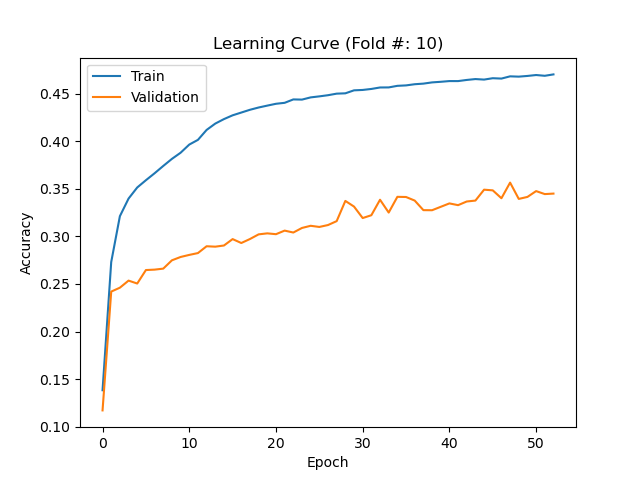 Learning Curve (Fold #: 10)
Train
Validation
0.45
0.40
0.35
0.30
0.25
0.20
0.15
0.10
Accuracy
0 10 20 30 40 50
Epoch